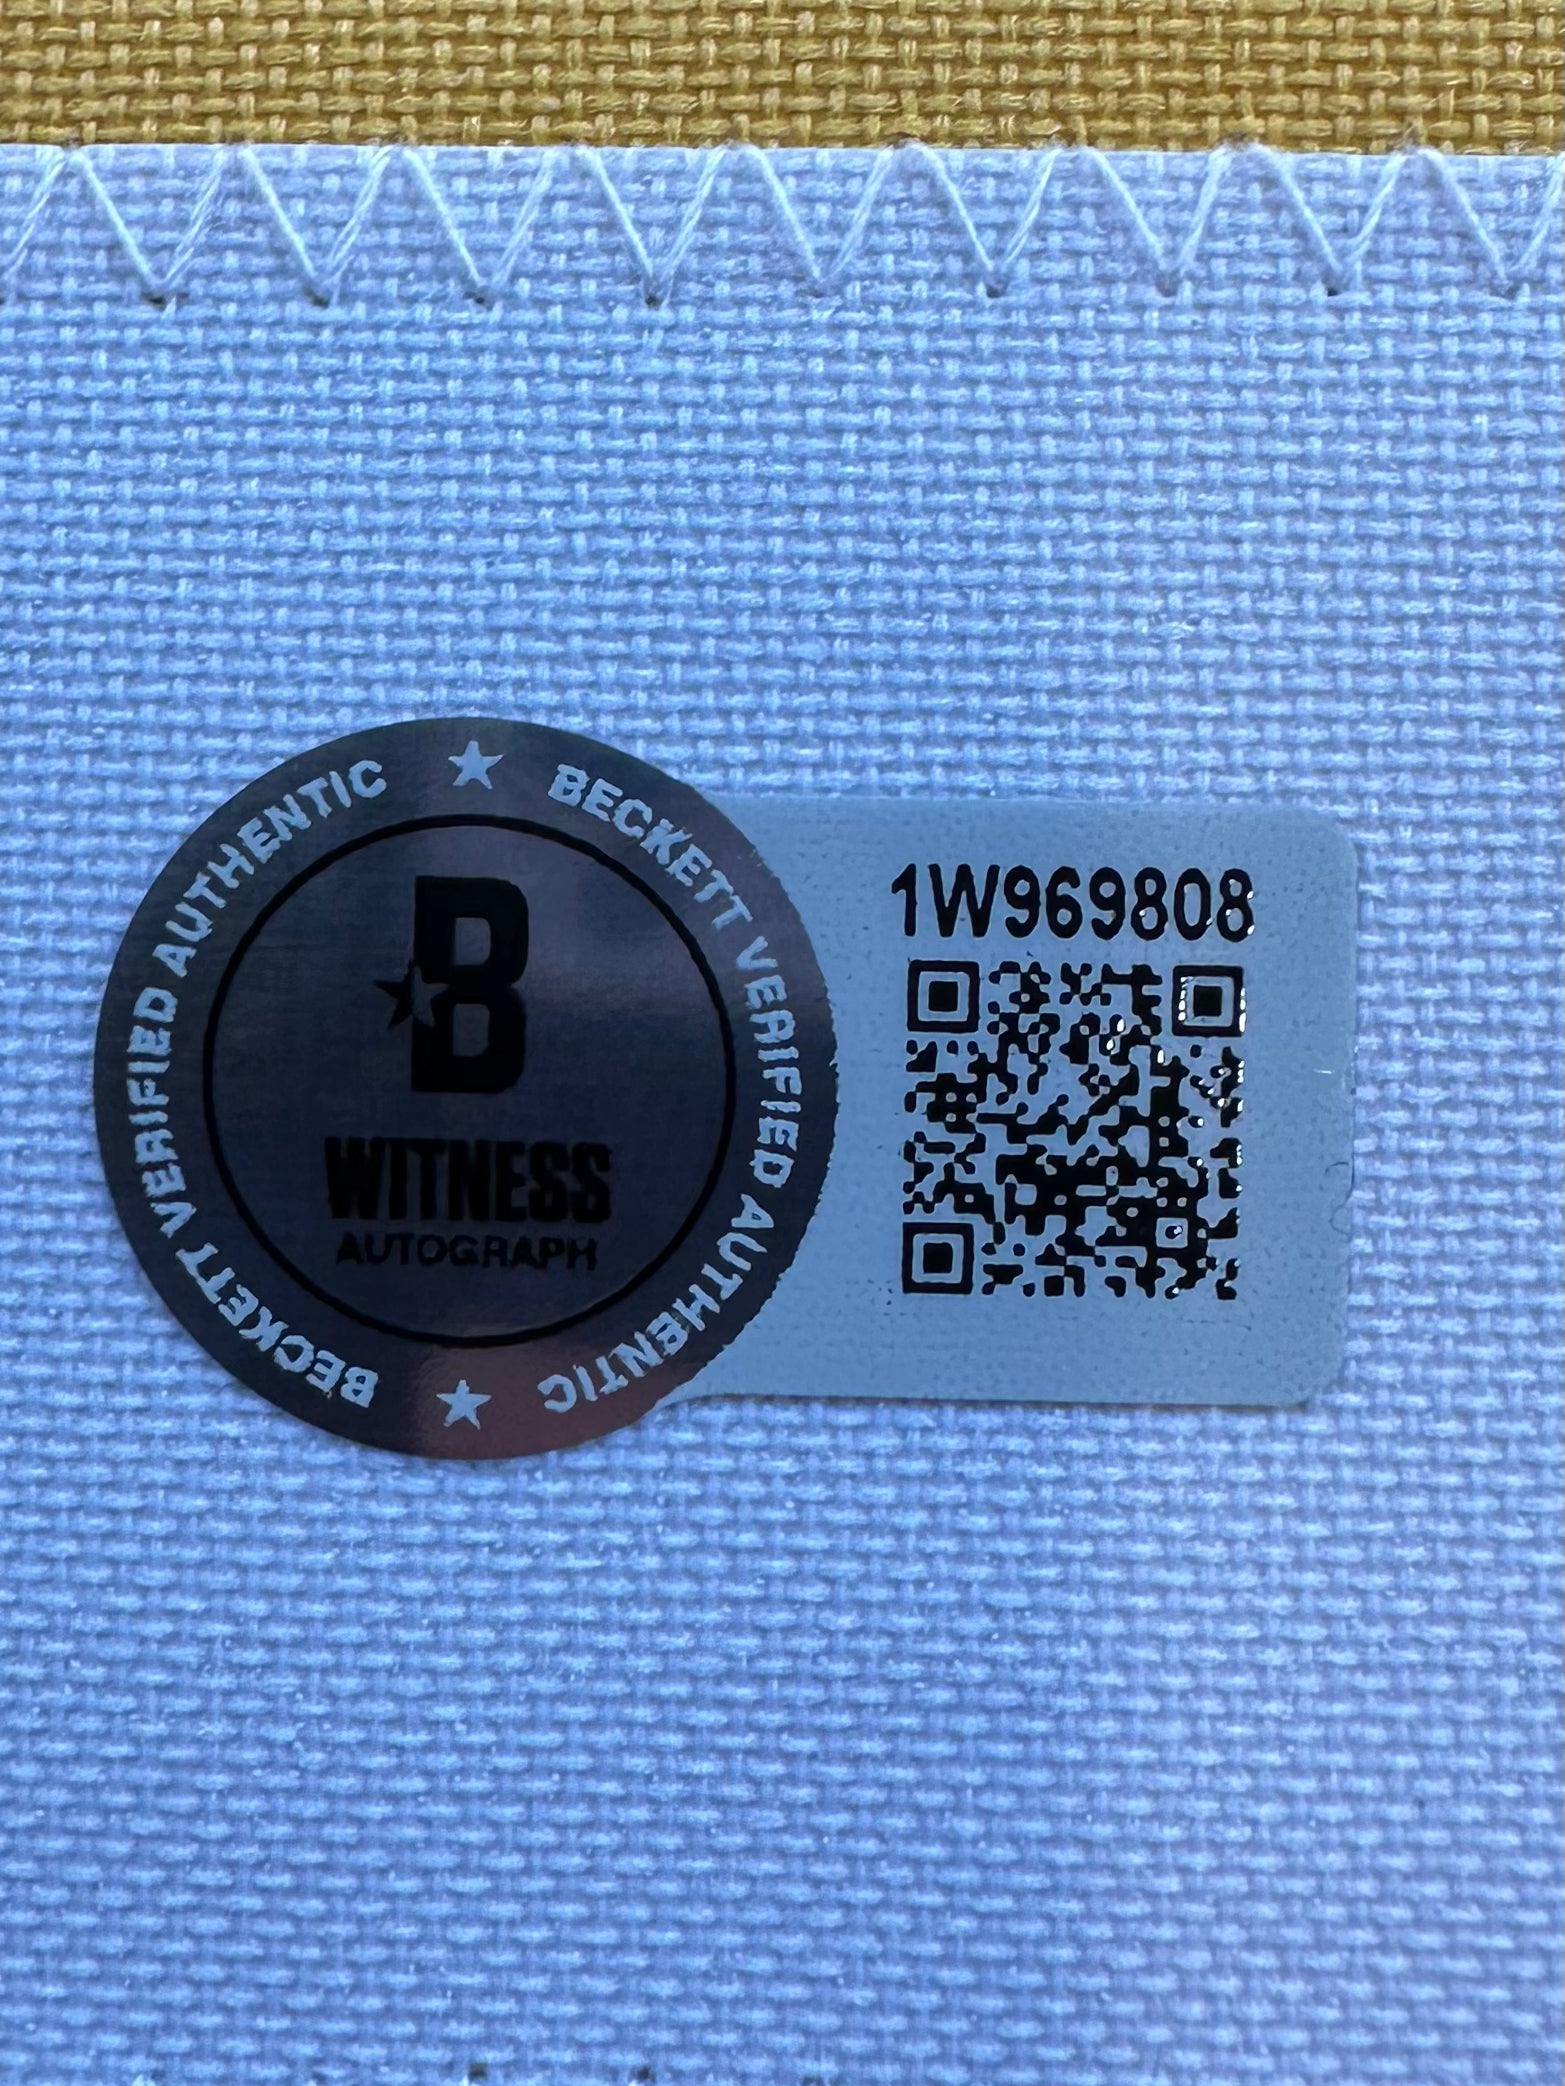 ★ BECKETT VERIFIED AUTHENTIC ★ BECKETT VERIFIED AUTHENTIC
B
WITNESS
AUTOGRAPH
1W969808